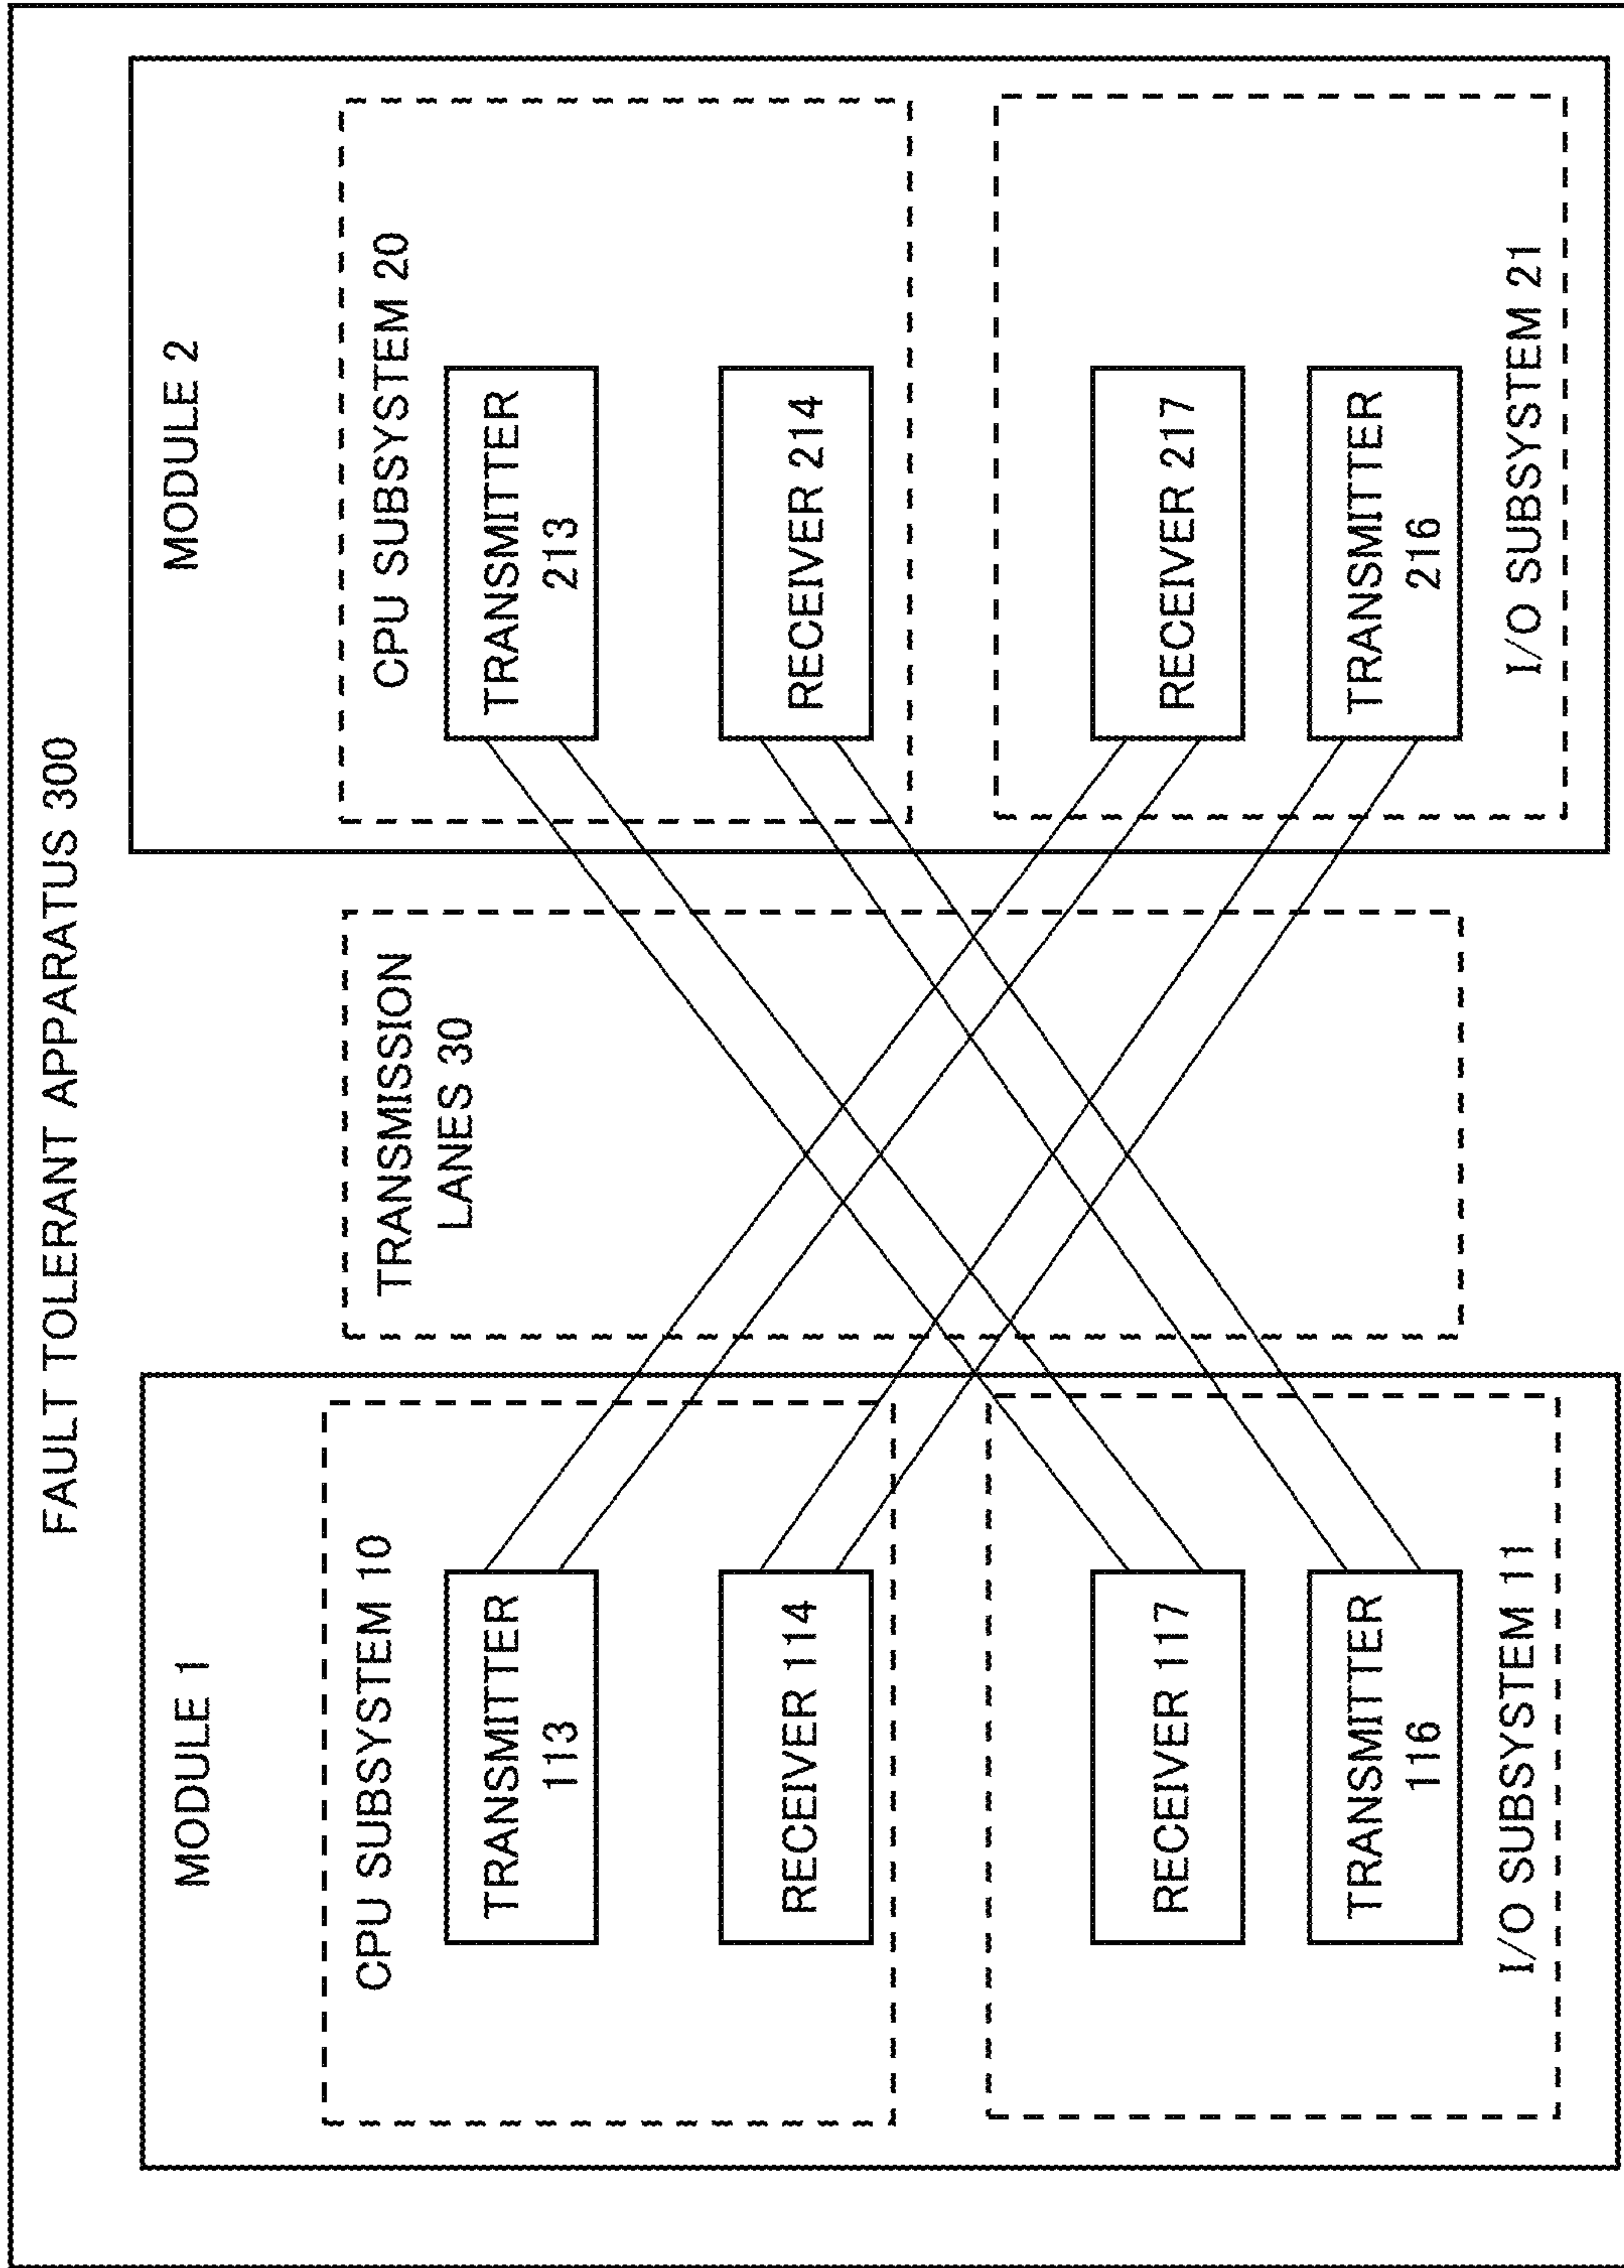 FAULT TOLERANT APPARATUS 300
MODULE 1
CPU SUBSYSTEM 10
TRANSMITTER
113
RECEIVER 114
RECEIVER 117
TRANSMITTER
116
I/O SUBSYSTEM 11
TRANSMISSION
LANES 30
MODULE 2
CPU SUBSYSTEM 20
TRANSMITTER
213
RECEIVER 214
RECEIVER 217
TRANSMITTER
216
I/O SUBSYSTEM 21